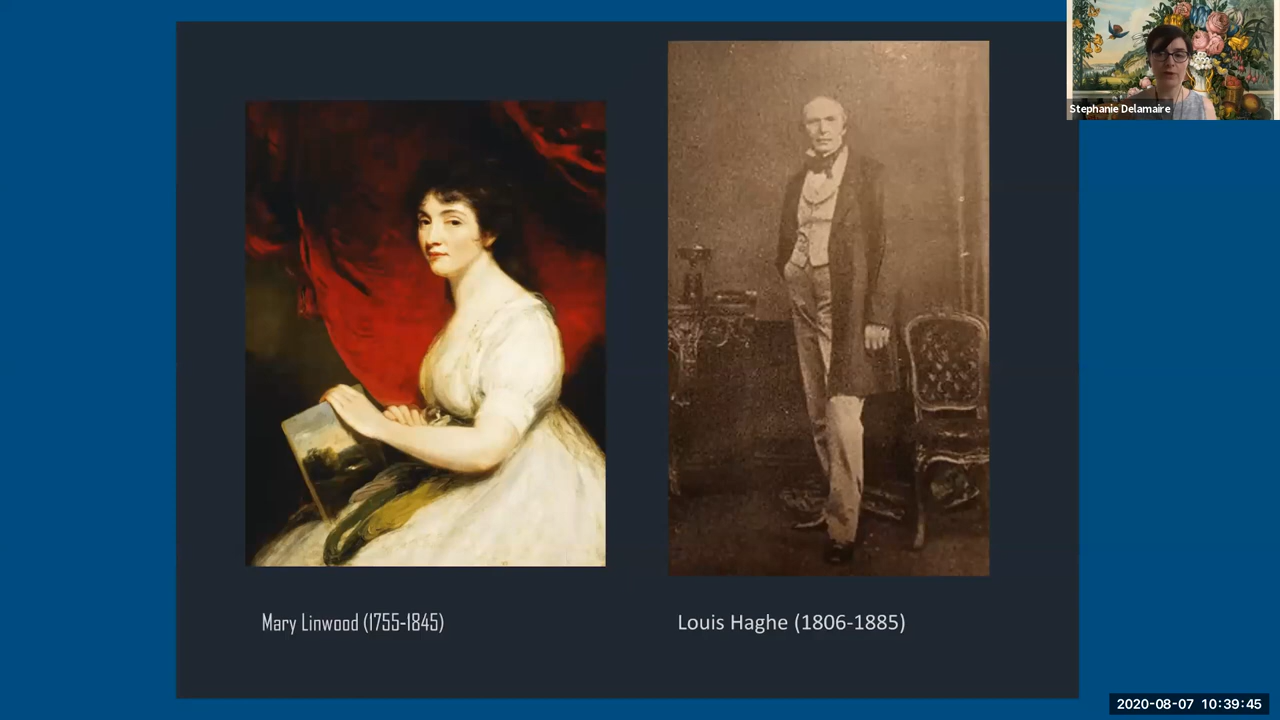 Stephanie Delamaire
Mary Linwood (1755-1845)
Louis Haghe (1806-1885)
2020-08-07 10:39:45